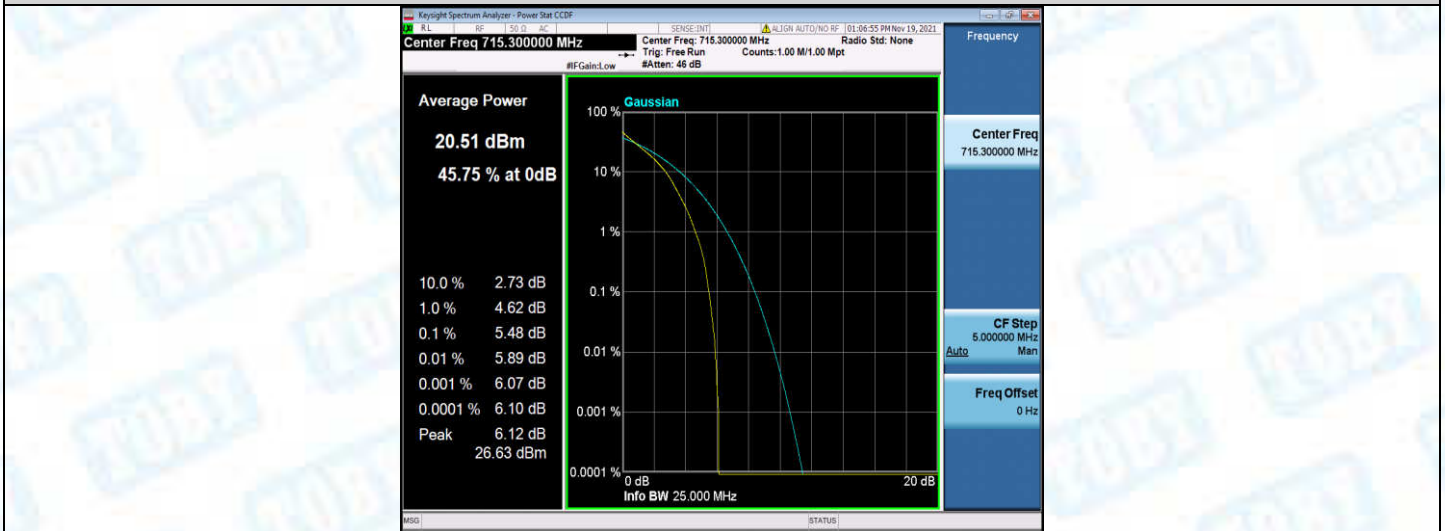 Keysight Spectrum Analyzer - Power Stat CCDF
RL RF 50 Ω AC SENSE:INT ALIGN AUTO/NO RF 01:06:55 PM Nov 19, 2021
Center Freq 715.300000 MHz
Center Freq: 715.300000 MHz Radio Std: None
Trig: Free Run Counts:1.00 M/1.00 Mpt
#IFGain:Low #Atten: 46 dB
Frequency
Average Power
20.51 dBm
45.75 % at 0dB
10.0 % 2.73 dB
1.0 % 4.62 dB
0.1 % 5.48 dB
0.01 % 5.89 dB
0.001 % 6.07 dB
0.0001 % 6.10 dB
Peak 6.12 dB
26.63 dBm
Gaussian
100 %
10 %
1 %
0.1 %
0.01 %
0.001 %
0.0001 %
0 dB 20 dB
Info BW 25.000 MHz
Center Freq
715.300000 MHz
CF Step
5.000000 MHz
Auto Man
Freq Offset
0 Hz
MSG STATUS